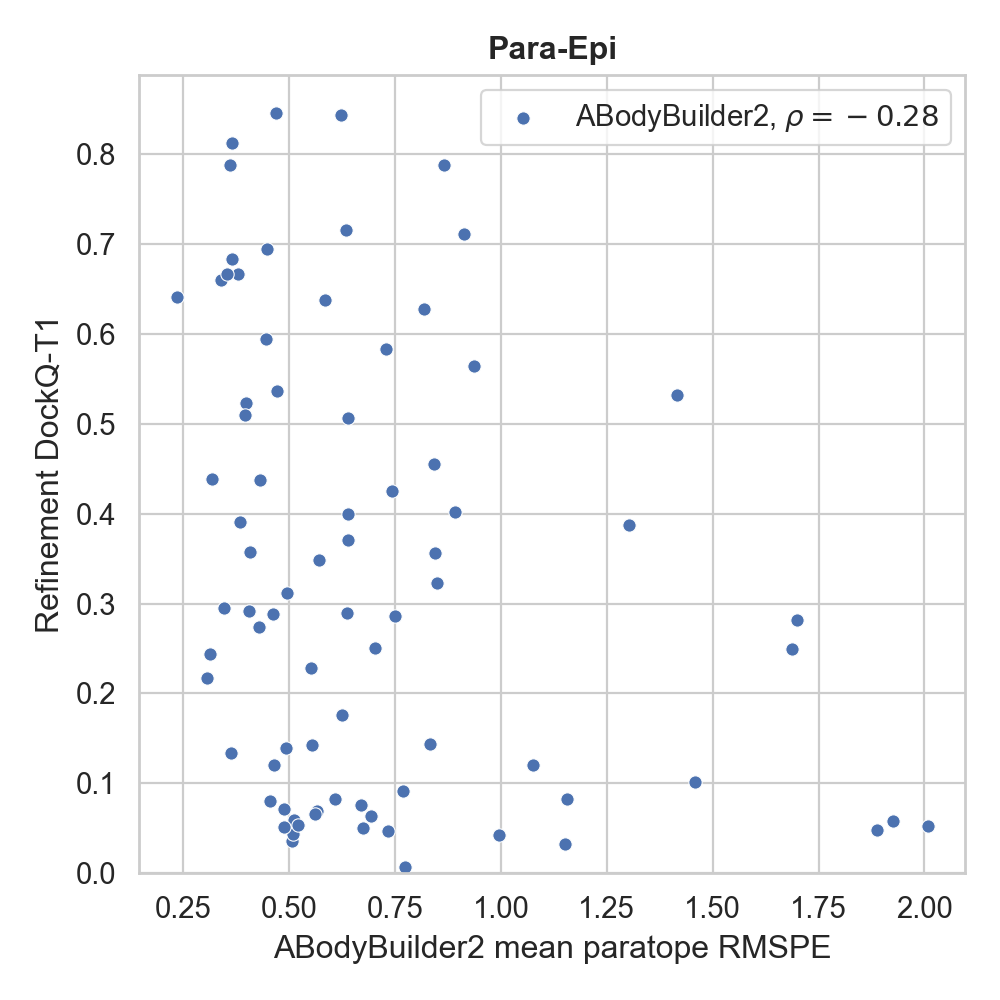 Para-Epi
ABodyBuilder2, ρ = − 0.28
Refinement DockQ-T1
0.8
0.7
0.6
0.5
0.4
0.3
0.2
0.1
0.0
0.25 0.50 0.75 1.00 1.25 1.50 1.75 2.00
ABodyBuilder2 mean paratope RMSPE